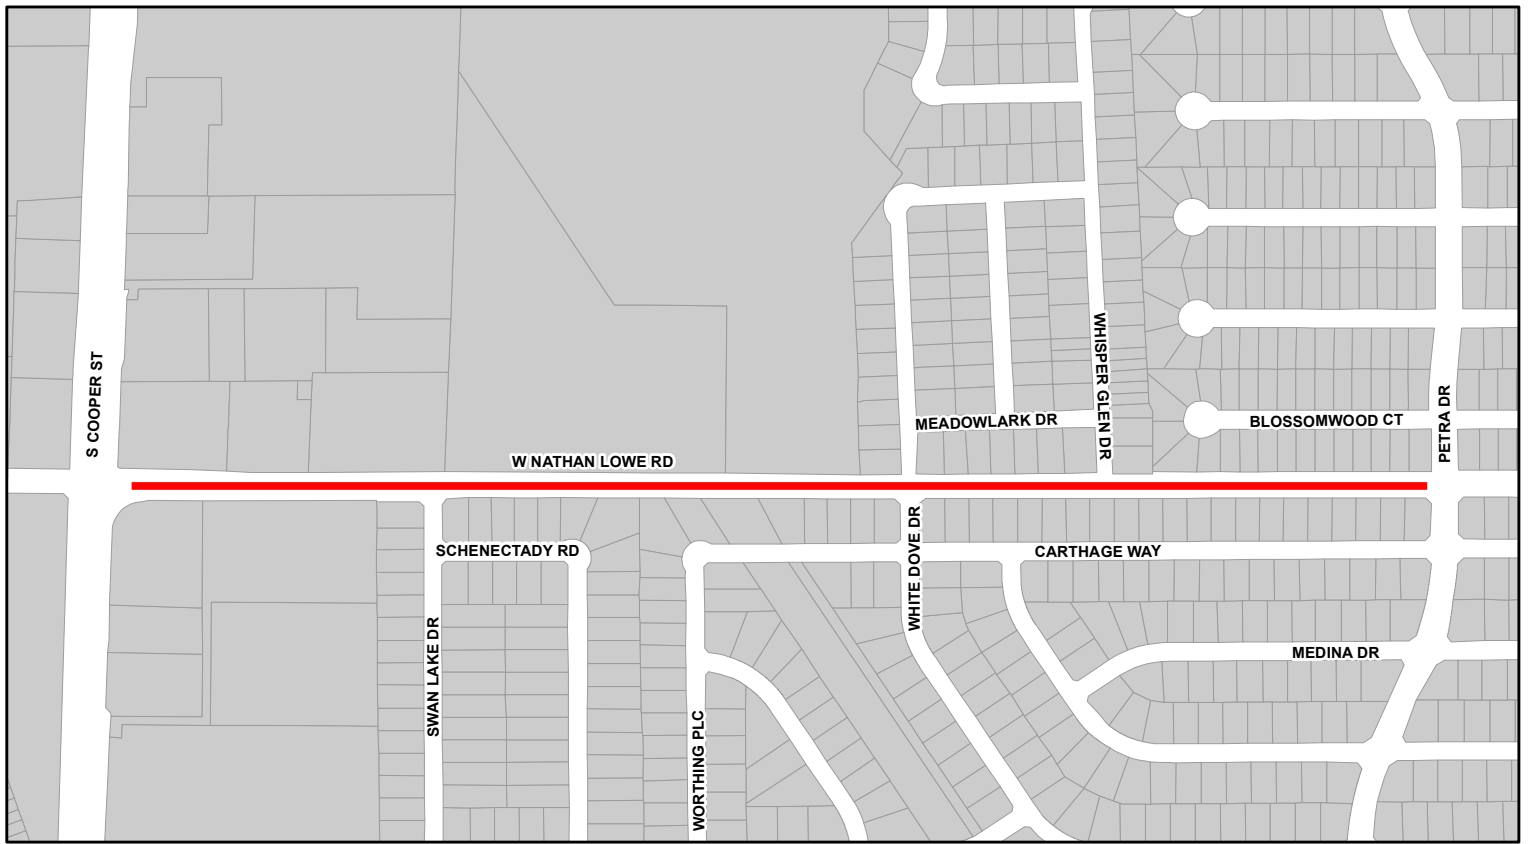 S COOPER ST
WHISPER GLEN DR
PETRA DR
MEADOWLARK DR
BLOSSOMWOOD CT
W NATHAN LOWE RD
WHITE DOVE DR
SCHENECTADY RD
CARTHAGE WAY
SWAN LAKE DR
MEDINA DR
WORTHING PLC